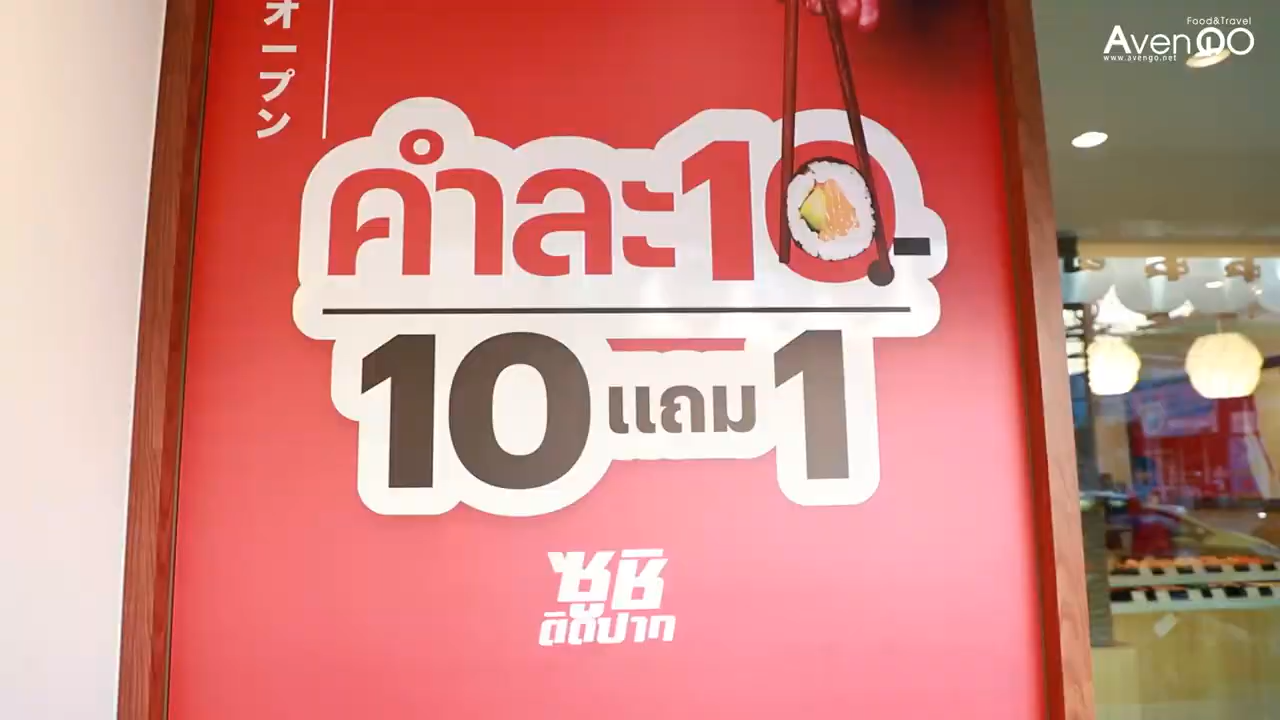 オープン
Food&Travel
AvenGO
www.avengo.net
คำละ10.-
10 แถม 1
ซูชิ
ติดปาก